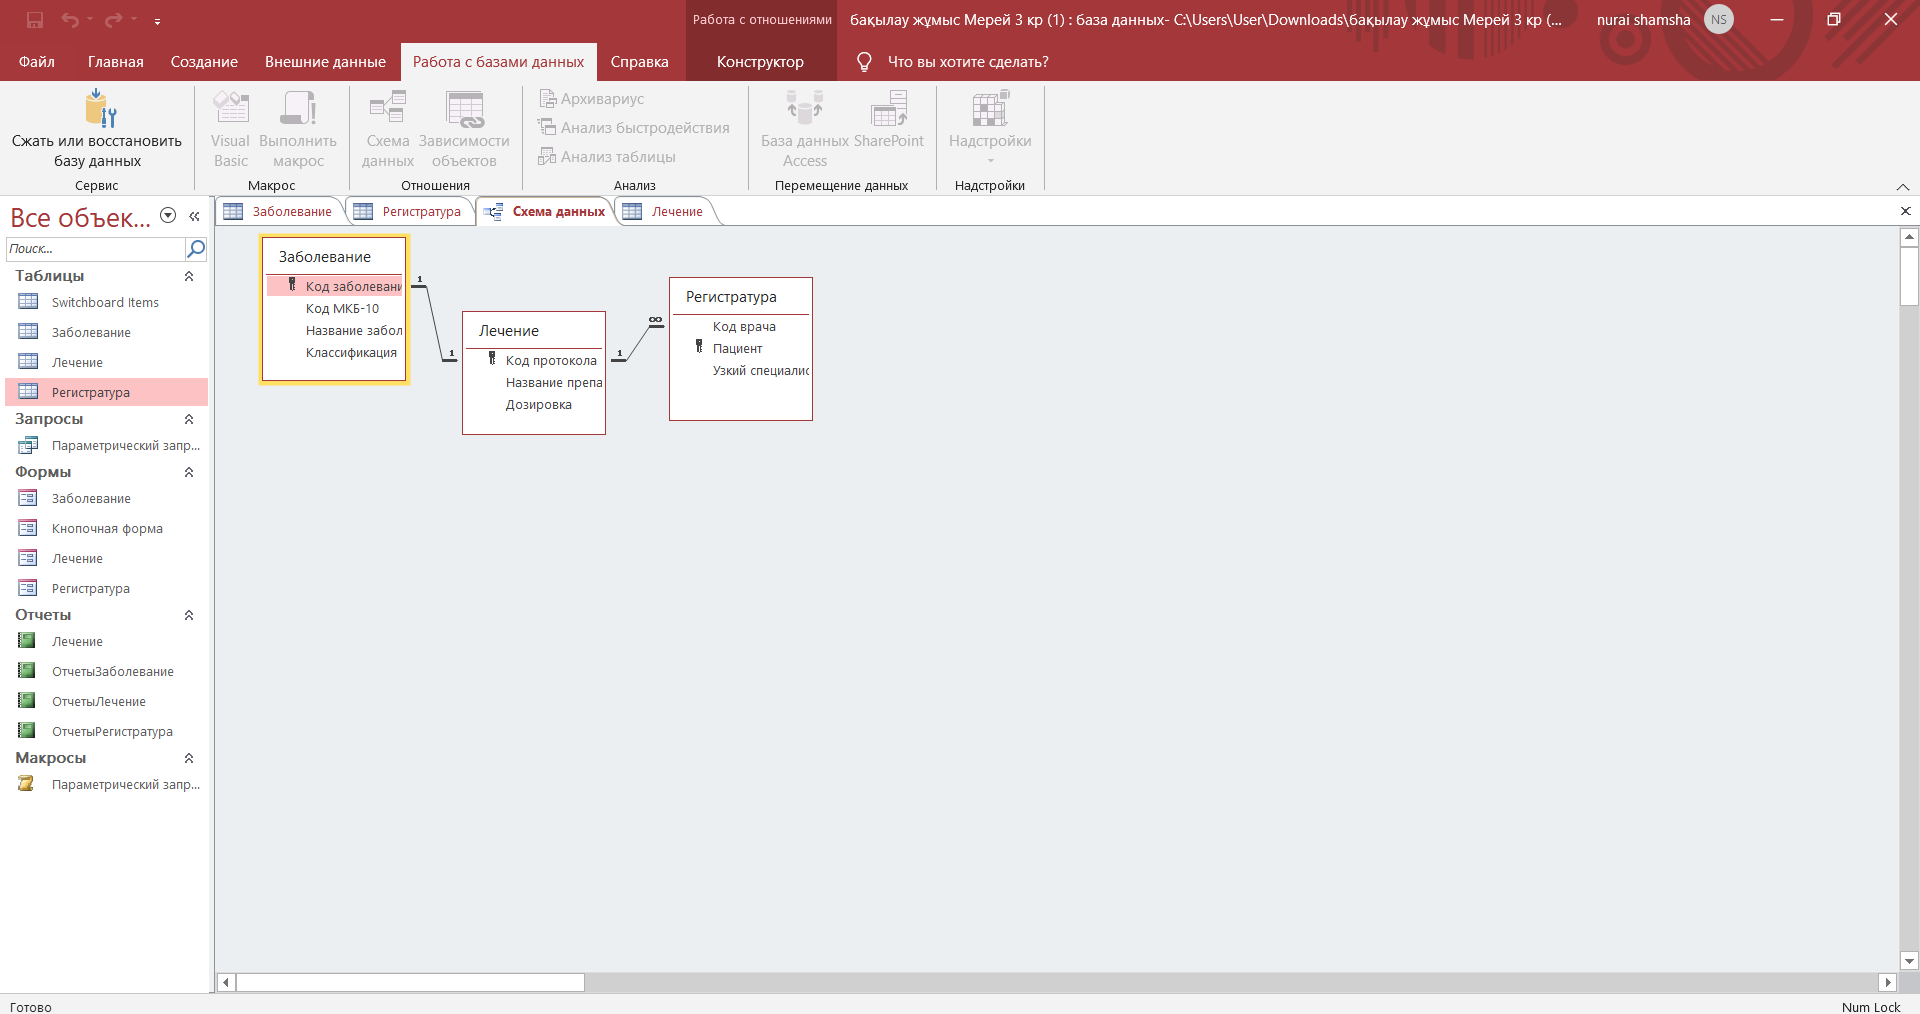 Работа с отношениями
бақылау жұмыс Мерей 3 кр (1) : база данных- C:\Users\User\Downloads\бақылау жұмыс Мерей 3 кр (...
nurai shamsha
NS
Файл
Главная
Создание
Внешние данные
Работа с базами данных
Справка
Конструктор
Что вы хотите сделать?
Сжать или восстановить
базу данных
Visual
Basic
Выполнить
макрос
Схема
данных
Зависимости
объектов
Архивариус
Анализ быстродействия
Анализ таблицы
База данных
Access
SharePoint
Надстройки
Сервис
Макрос
Отношения
Анализ
Перемещение данных
Надстройки
Все объек...
Поиск...
Таблицы
Switchboard Items
Заболевание
Лечение
Регистратура
Запросы
Параметрический запр...
Формы
Заболевание
Кнопочная форма
Лечение
Регистратура
Отчеты
Лечение
ОтчетыЗаболевание
ОтчетыЛечение
ОтчетыРегистратура
Макросы
Параметрический запр...
Заболевание
Регистратура
Схема данных
Лечение
Заболевание
Код заболевани
Код МКБ-10
Название забол
Классификация
1
1
Лечение
Код протокола
Название препа
Дозировка
1
∞
Регистратура
Код врача
Пациент
Узкий специалис
Готово
Num Lock